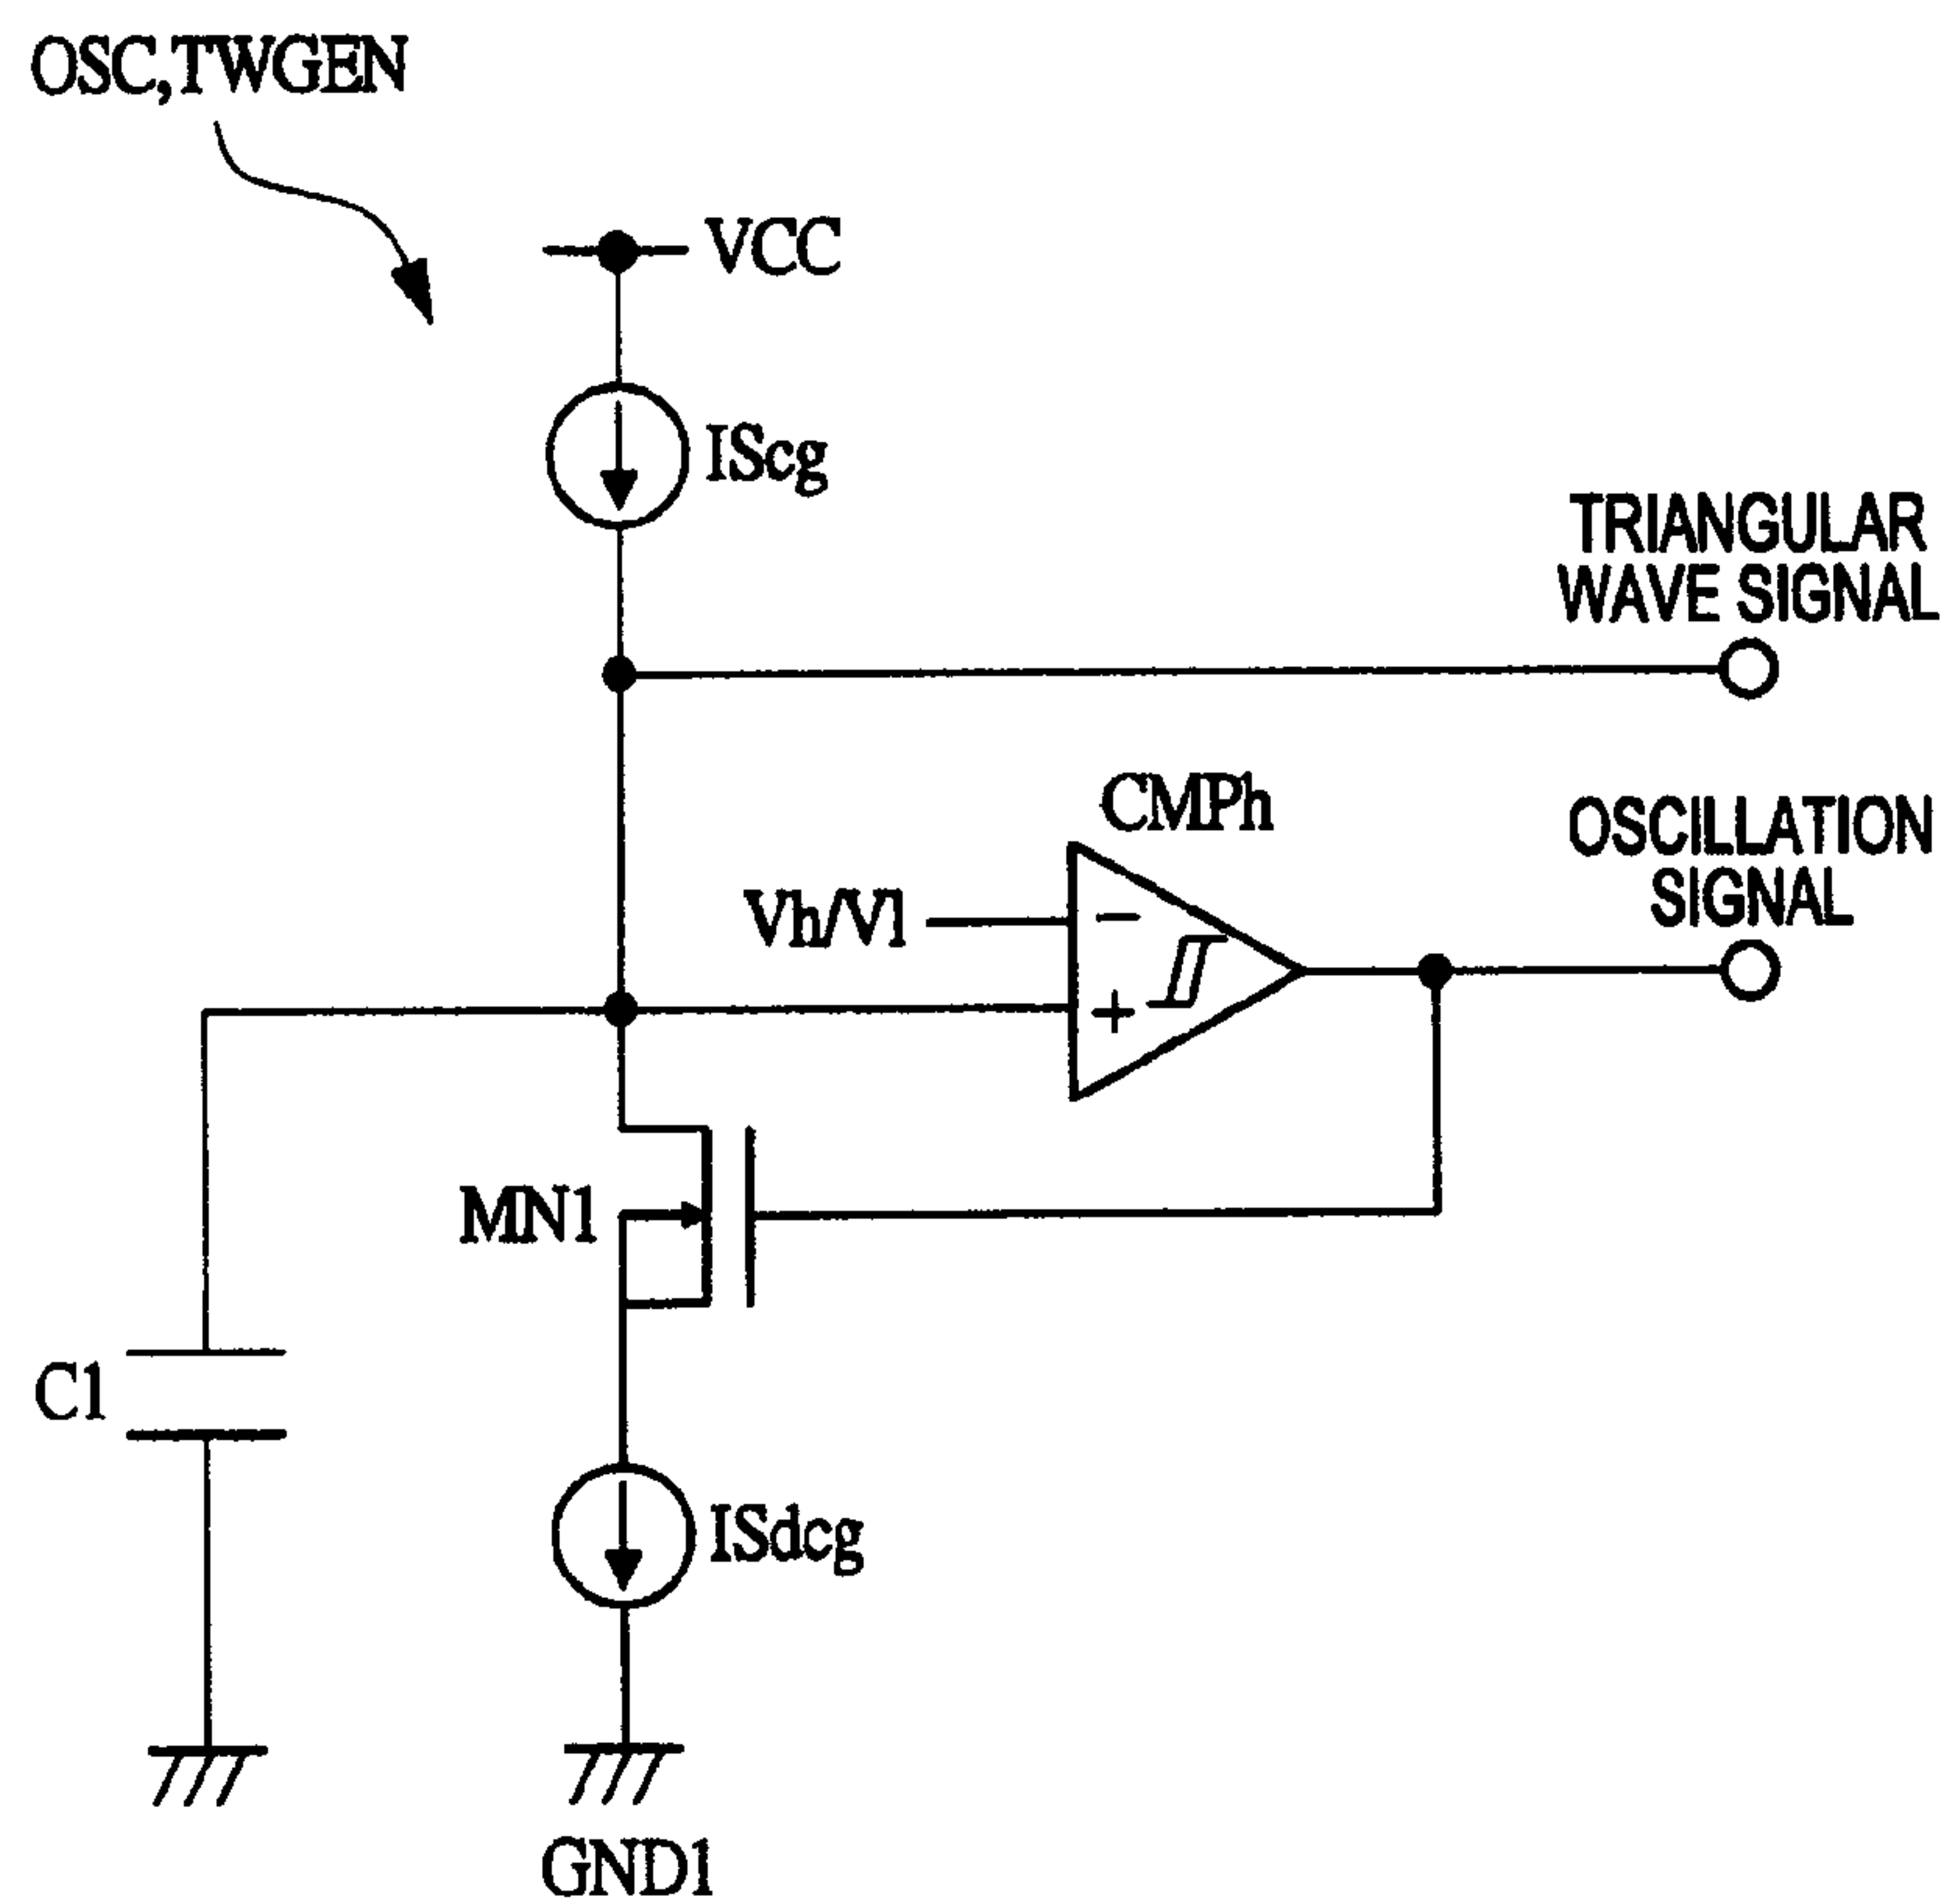 OSC,TWGEN
VCC
IScg
TRIANGULAR
WAVE SIGNAL
CMPh
OSCILLATION
SIGNAL
Vh/Vl
−
+
MN1
C1
ISdcg
GND1